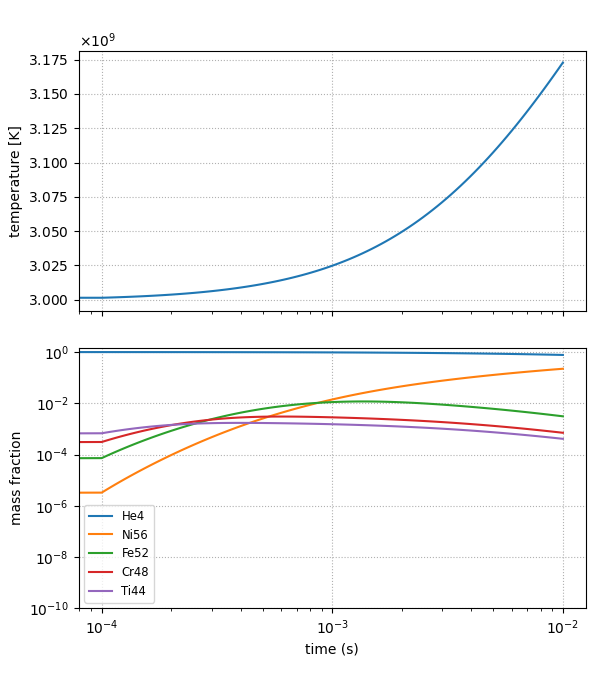 ×10⁹
3.175
3.150
3.125
3.100
3.075
3.050
3.025
3.000
temperature [K]
10⁰
10⁻²
10⁻⁴
10⁻⁶
10⁻⁸
10⁻¹⁰
mass fraction
He4
Ni56
Fe52
Cr48
Ti44
10⁻⁴
10⁻³
10⁻²
time (s)